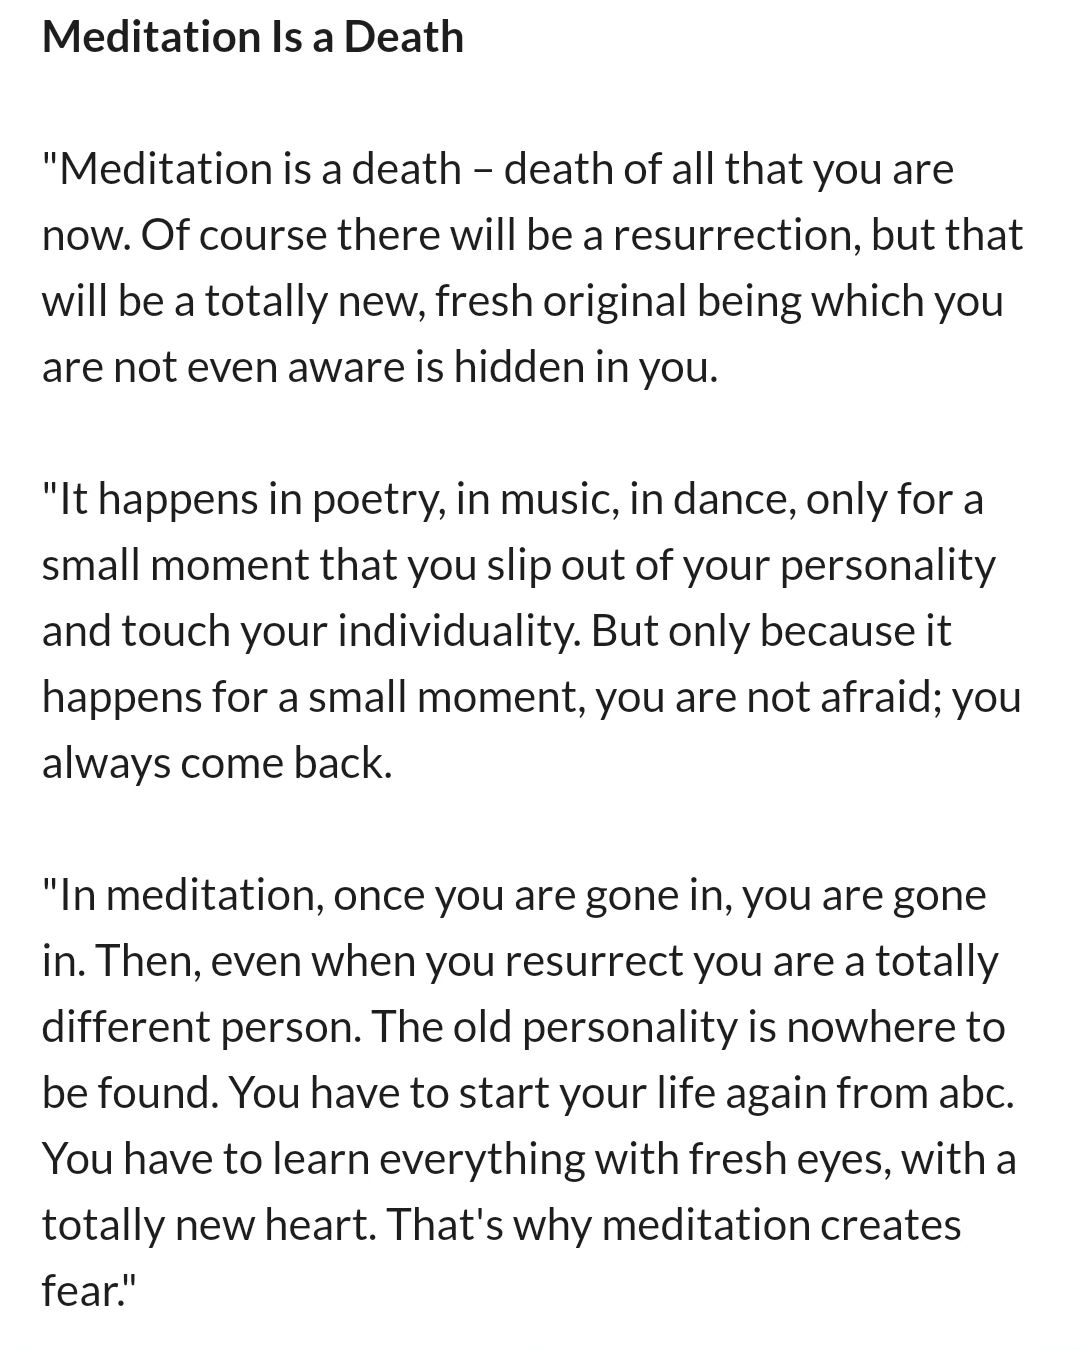 Meditation Is a Death
"Meditation is a death – death of all that you are
now. Of course there will be a resurrection, but that
will be a totally new, fresh original being which you
are not even aware is hidden in you.
"It happens in poetry, in music, in dance, only for a
small moment that you slip out of your personality
and touch your individuality. But only because it
happens for a small moment, you are not afraid; you
always come back.
"In meditation, once you are gone in, you are gone
in. Then, even when you resurrect you are a totally
different person. The old personality is nowhere to
be found. You have to start your life again from abc.
You have to learn everything with fresh eyes, with a
totally new heart. That's why meditation creates
fear."